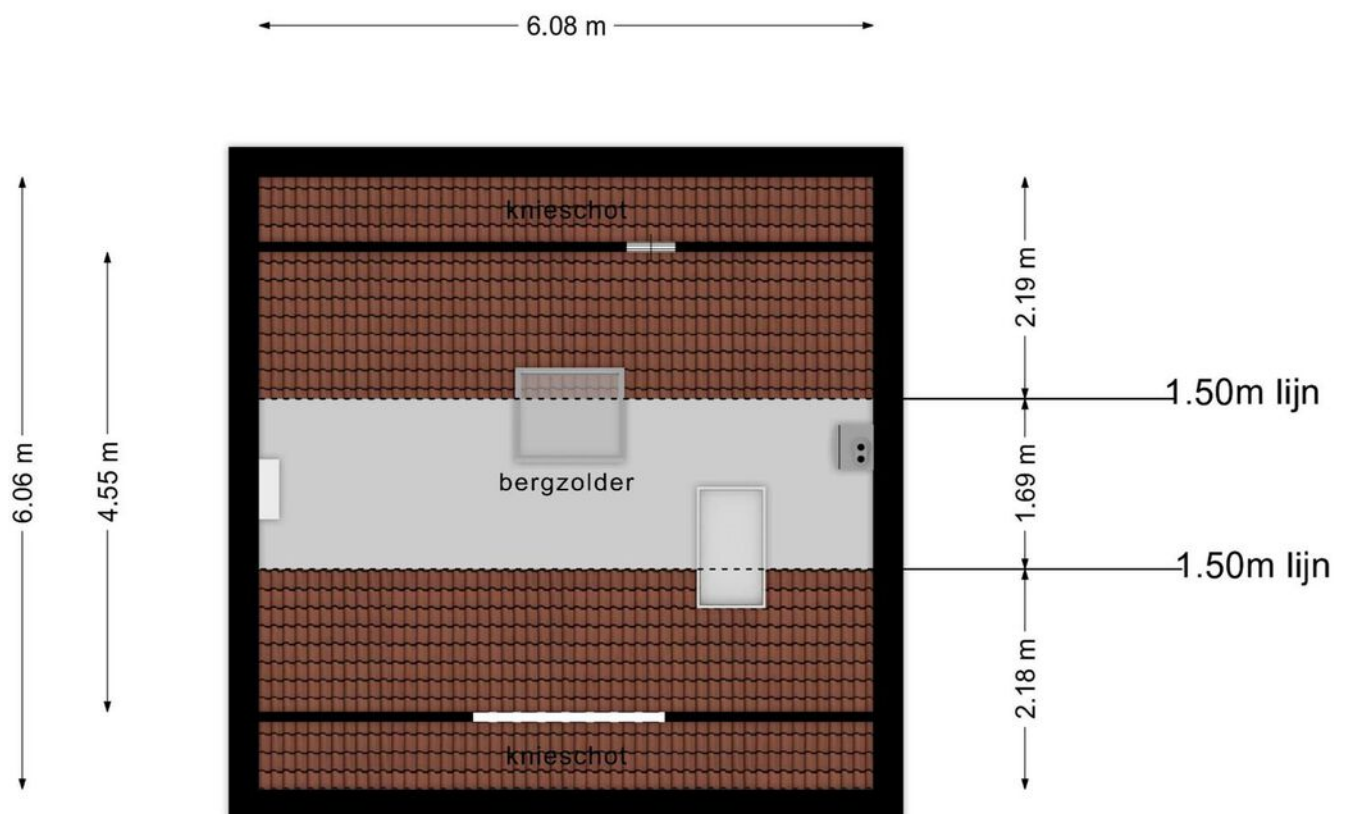 6.08 m
knieschot
2.19 m
1.50m lijn
6.06 m
4.55 m
bergzolder
1.69 m
1.50m lijn
2.18 m
knieschot